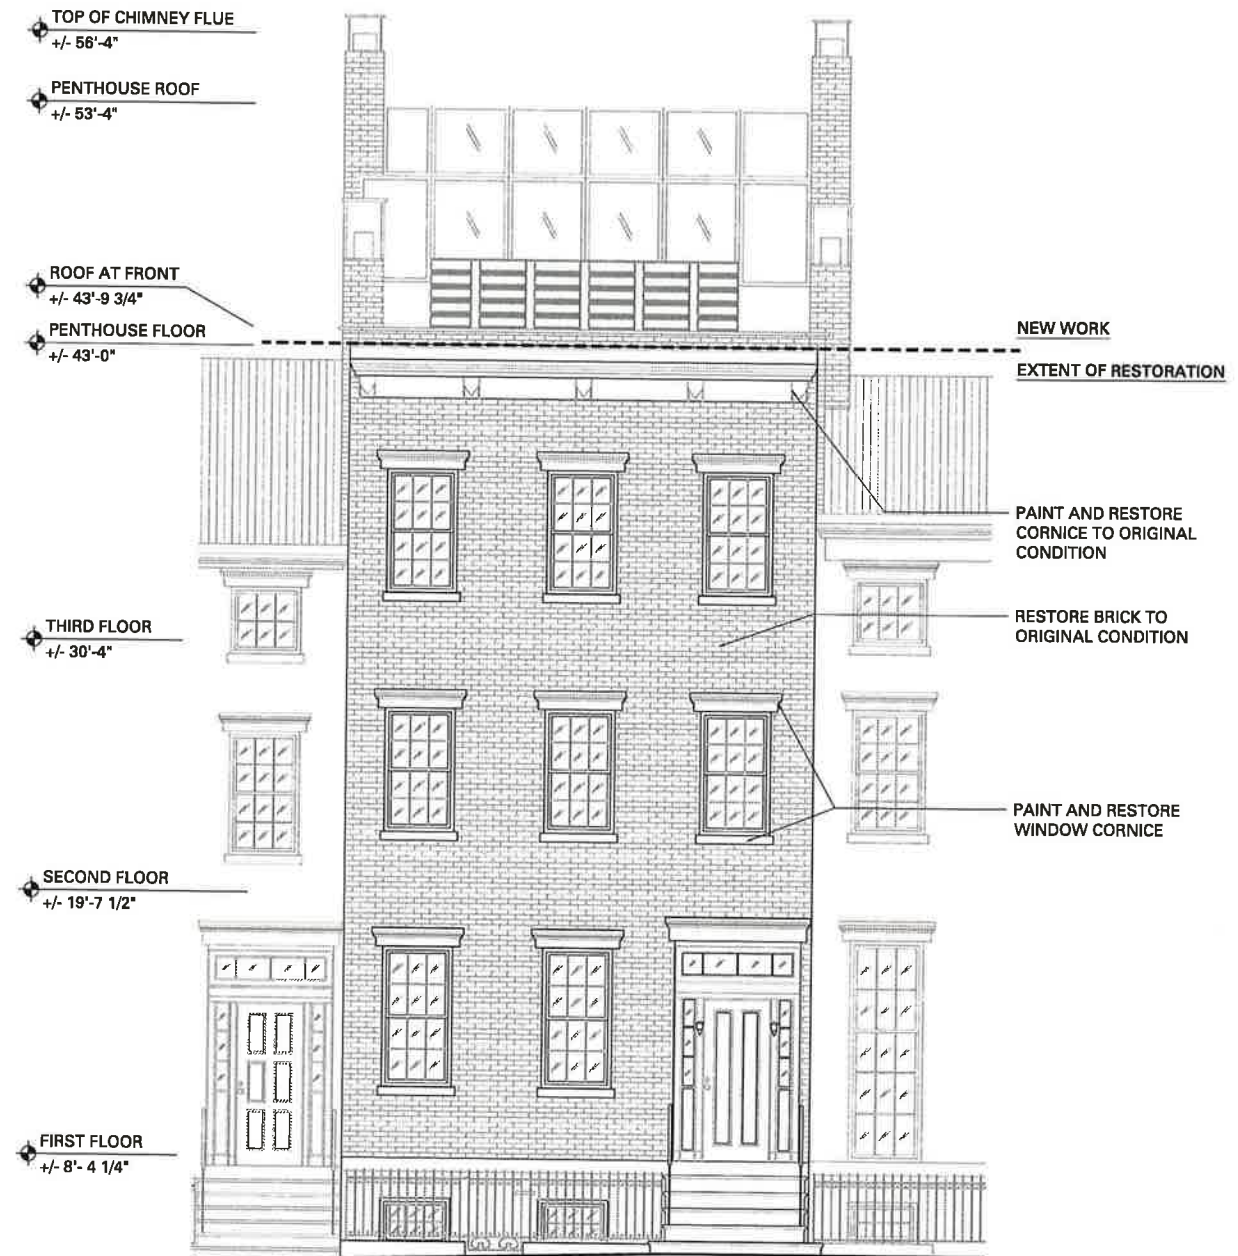 TOP OF CHIMNEY FLUE
+/- 56'-4"
PENTHOUSE ROOF
+/- 53'-4"
ROOF AT FRONT
+/- 43'-9 3/4"
PENTHOUSE FLOOR
+/- 43'-0"
NEW WORK
EXTENT OF RESTORATION
PAINT AND RESTORE
CORNICE TO ORIGINAL
CONDITION
THIRD FLOOR
+/- 30'-4"
RESTORE BRICK TO
ORIGINAL CONDITION
PAINT AND RESTORE
WINDOW CORNICE
SECOND FLOOR
+/- 19'-7 1/2"
FIRST FLOOR
+/- 8'- 4 1/4"